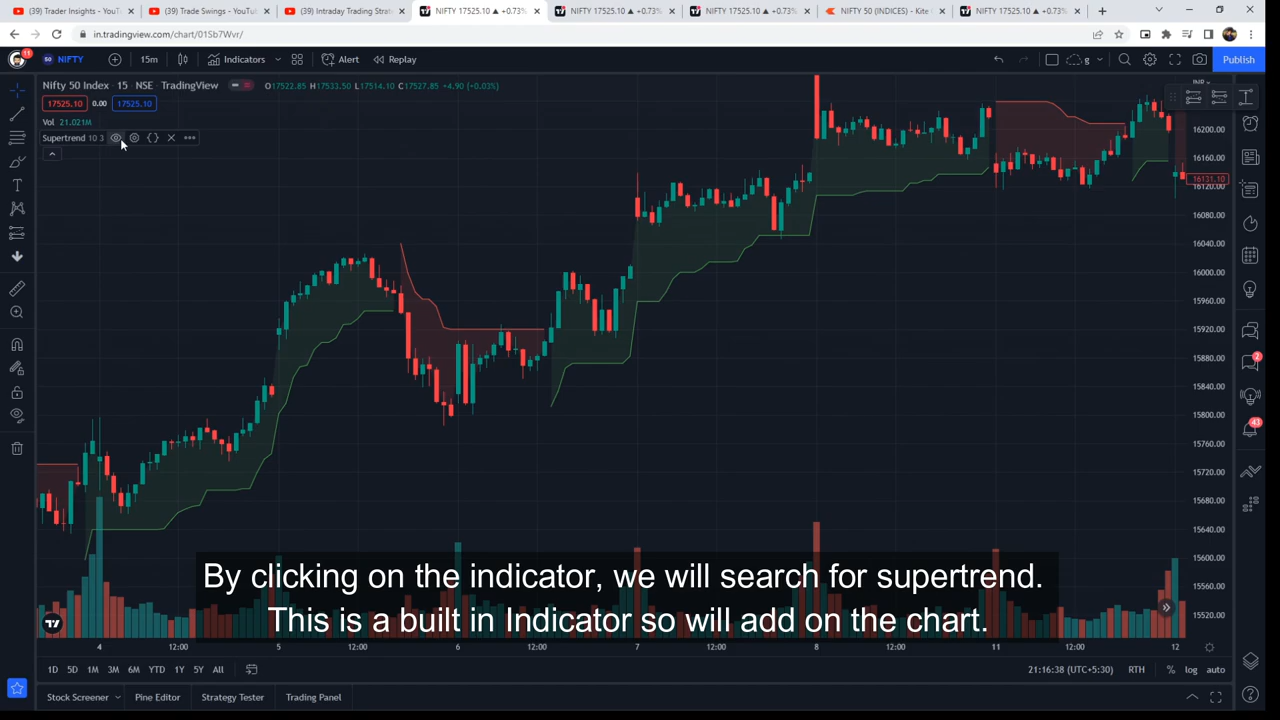 (39) Trader Insights - YouT
(39) Trade Swings - YouTub
(39) Intraday Trading Strat
NIFTY 17525.10 ▲ +0.73%
NIFTY 17525.10 ▲ +0.73%
NIFTY 17525.10 ▲ +0.73%
NIFTY 50 (INDICES) - Kite
NIFTY 17525.10 ▲ +0.73%
in.tradingview.com/chart/01Sb7Wvr/
11
50 NIFTY
15m
Indicators
Alert
Replay
g
Publish
Nifty 50 Index · 15 · NSE · TradingView
O17522.85 H17533.50 L17514.10 C17527.85 +4.90 (+0.03%)
17525.10 0.00 17525.10
Vol 21.021M
Supertrend 10 3
16200.00
16160.00
16131.10
16120.00
16080.00
16040.00
16000.00
15960.00
15920.00
15880.00
15840.00
15800.00
15760.00
15720.00
15680.00
15640.00
15600.00
15560.00
15520.00
2
43
By clicking on the indicator, we will search for supertrend.
This is a built in Indicator so will add on the chart.
4 12:00 5 12:00 6 12:00 7 12:00 8 12:00 11 12:00 12
1D 5D 1M 3M 6M YTD 1Y 5Y All
21:16:38 (UTC+5:30) RTH % log auto
Stock Screener Pine Editor Strategy Tester Trading Panel